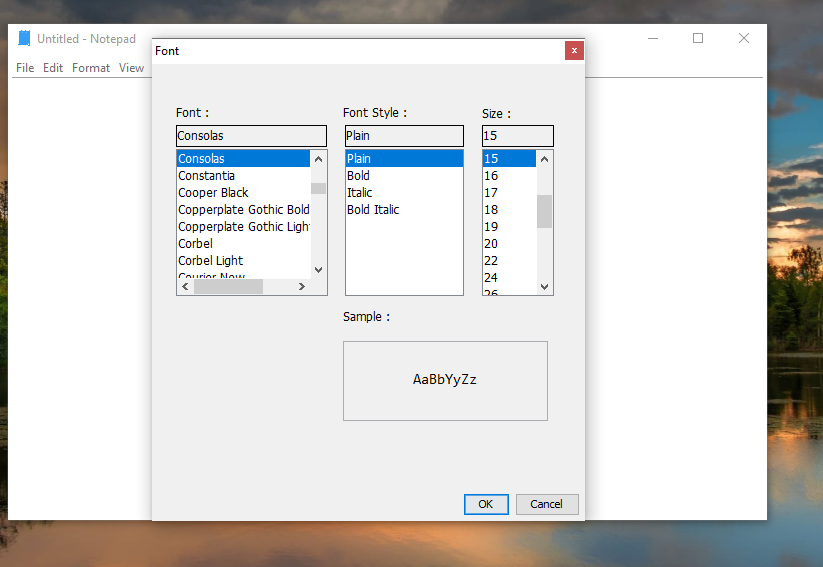 Untitled - Notepad
File Edit Format View
Font
x
Font :
Consolas
Consolas
Constantia
Cooper Black
Copperplate Gothic Bold
Copperplate Gothic Light
Corbel
Corbel Light
Courier New
Font Style :
Plain
Plain
Bold
Italic
Bold Italic
Size :
15
15
16
17
18
19
20
22
24
26
Sample :
AaBbYyZz
OK
Cancel